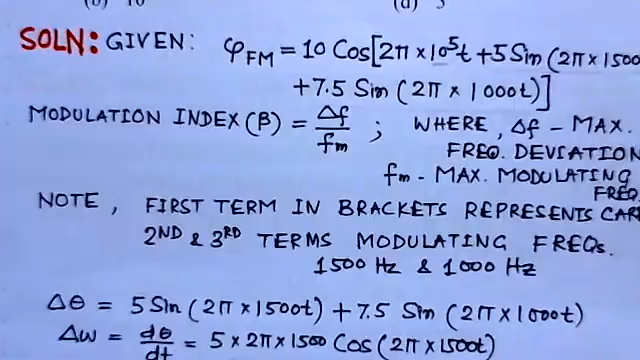 (b) 10 (d) 5
SOLN: GIVEN: φFM = 10 Cos[2π × 10⁵t + 5 Sin (2π × 1500
+ 7.5 Sin (2π × 1000t)]
MODULATION INDEX (β) = Δf/fm ; WHERE, Δf - MAX.
FREQ. DEVIATION
fm - MAX. MODULATING
FREQ.
NOTE, FIRST TERM IN BRACKETS REPRESENTS CAR
2ND & 3RD TERMS MODULATING FREQs.
1500 Hz & 1000 Hz
Δθ = 5 Sin (2π × 1500t) + 7.5 Sin (2π × 1000t)
Δw = dθ/dt = 5 × 2π × 1500 Cos (2π × 1500t)